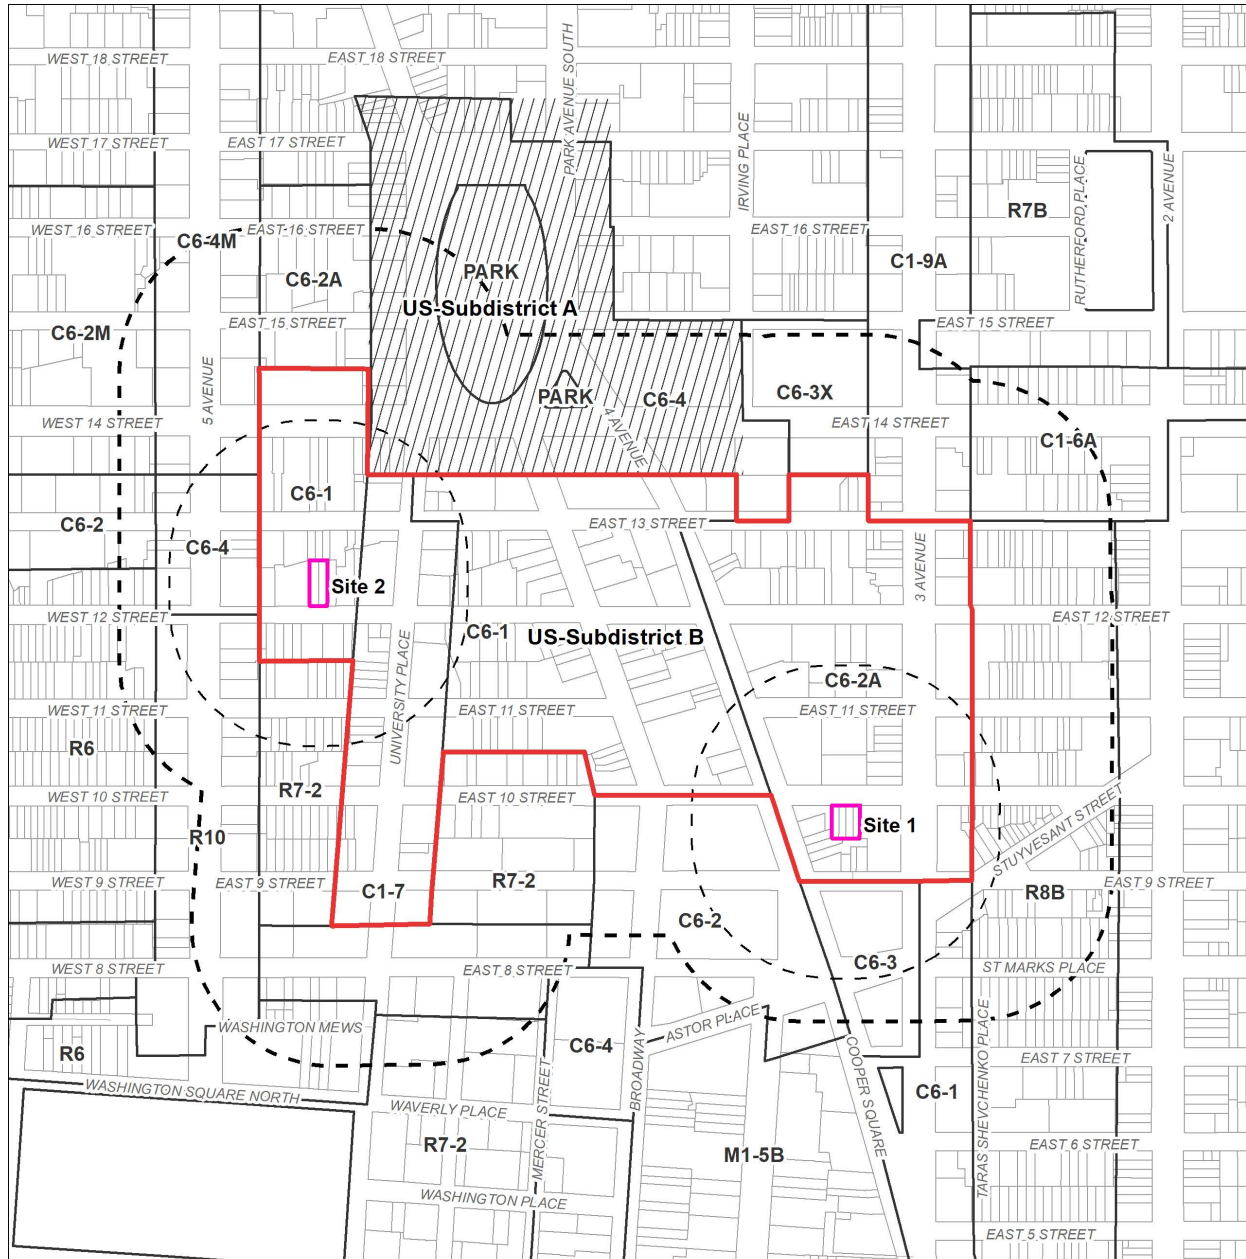 WEST 18 STREET
EAST 18 STREET
PARK AVENUE SOUTH
WEST 17 STREET
EAST 17 STREET
IRVING PLACE
RUTHERFORD PLACE
2 AVENUE
R7B
WEST 16 STREET
C6-4M
EAST 16 STREET
EAST 16 STREET
C6-2A
PARK
C1-9A
US-Subdistrict A
C6-2M
EAST 15 STREET
EAST 15 STREET
5 AVENUE
PARK
C6-4
C6-3X
4 AVENUE
WEST 14 STREET
EAST 14 STREET
C1-6A
C6-1
C6-2
EAST 13 STREET
C6-4
3 AVENUE
Site 2
WEST 12 STREET
EAST 12 STREET
C6-1
US-Subdistrict B
UNIVERSITY PLACE
C6-2A
WEST 11 STREET
EAST 11 STREET
EAST 11 STREET
R6
R7-2
WEST 10 STREET
EAST 10 STREET
R10
Site 1
STUYVESANT STREET
WEST 9 STREET
EAST 9 STREET
C1-7
R7-2
R8B
EAST 9 STREET
C6-2
WEST 8 STREET
EAST 8 STREET
C6-3
ST MARKS PLACE
WASHINGTON MEWS
ASTOR PLACE
R6
C6-4
BROADWAY
COOPER SQUARE
TARAS SHEVCHENKO PLACE
EAST 7 STREET
WASHINGTON SQUARE NORTH
WAVERLY PLACE
MERCER STREET
C6-1
R7-2
M1-5B
EAST 6 STREET
WASHINGTON PLACE
EAST 5 STREET